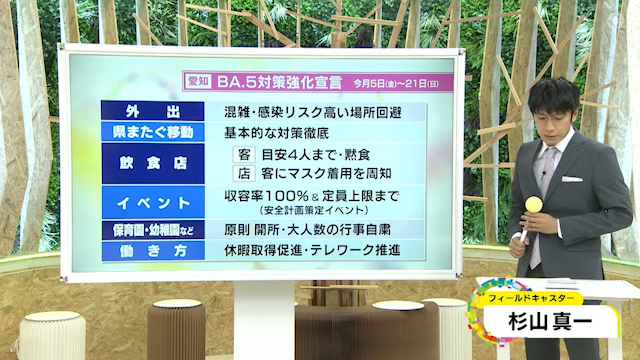 愛知 BA.5対策強化宣言 今月5日(金)～21日(日)
外出 混雑・感染リスク高い場所回避
県またぐ移動 基本的な対策徹底
飲食店 客 目安4人まで・黙食
店 客にマスク着用を周知
イベント 収容率100%&定員上限まで
(安全計画策定イベント)
保育園・幼稚園など 原則 開所・大人数の行事自粛
働き方 休暇取得促進・テレワーク推進
フィールドキャスター
杉山 真一